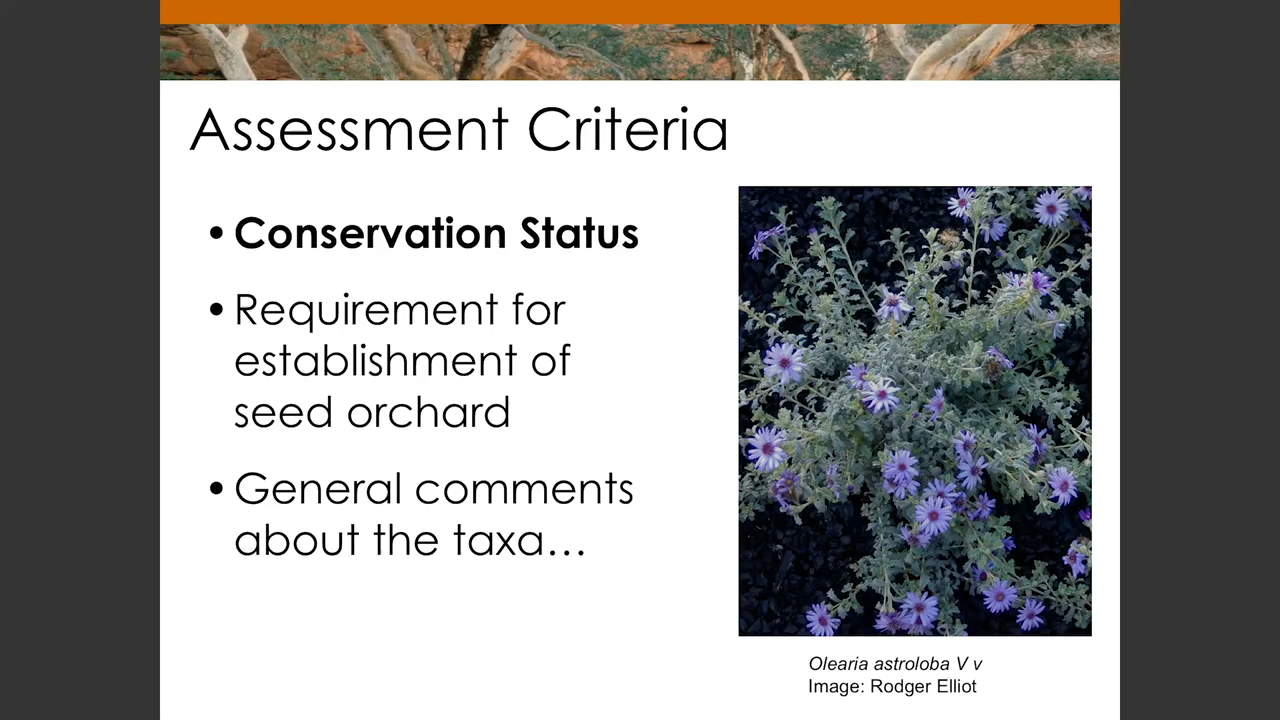 Assessment Criteria
• Conservation Status
• Requirement for
establishment of
seed orchard
• General comments
about the taxa…
Olearia astroloba V v
Image: Rodger Elliot